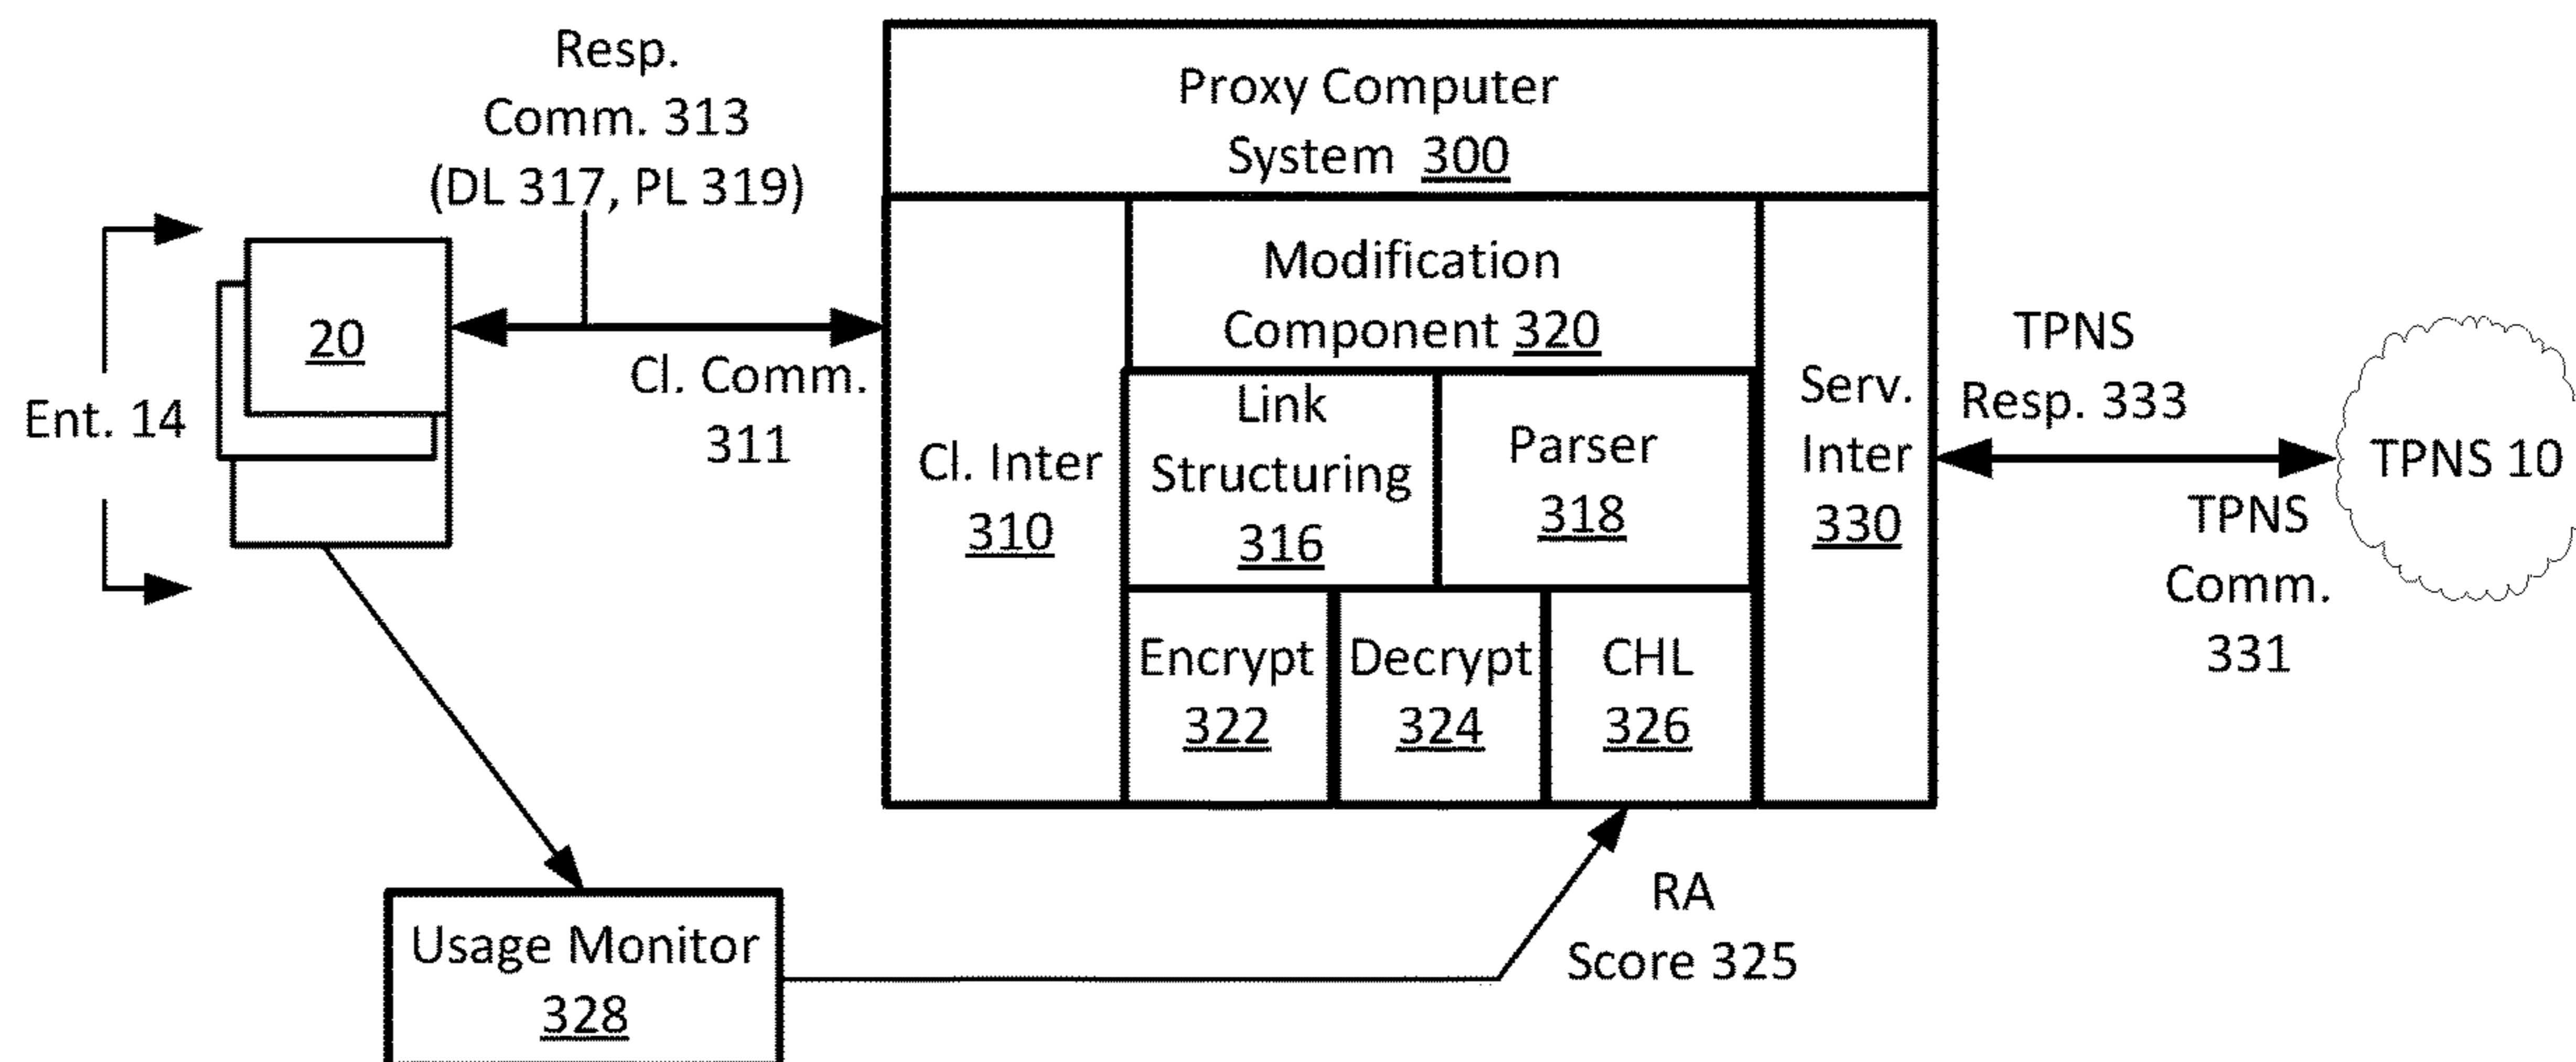 Resp.
Comm. 313
(DL 317, PL 319)
Ent. 14
20
Cl. Comm.
311
Proxy Computer
System 300
Cl. Inter
310
Modification
Component 320
Link
Structuring
316
Parser
318
Encrypt
322
Decrypt
324
CHL
326
Serv.
Inter
330
TPNS
Resp. 333
TPNS 10
TPNS
Comm.
331
Usage Monitor
328
RA
Score 325